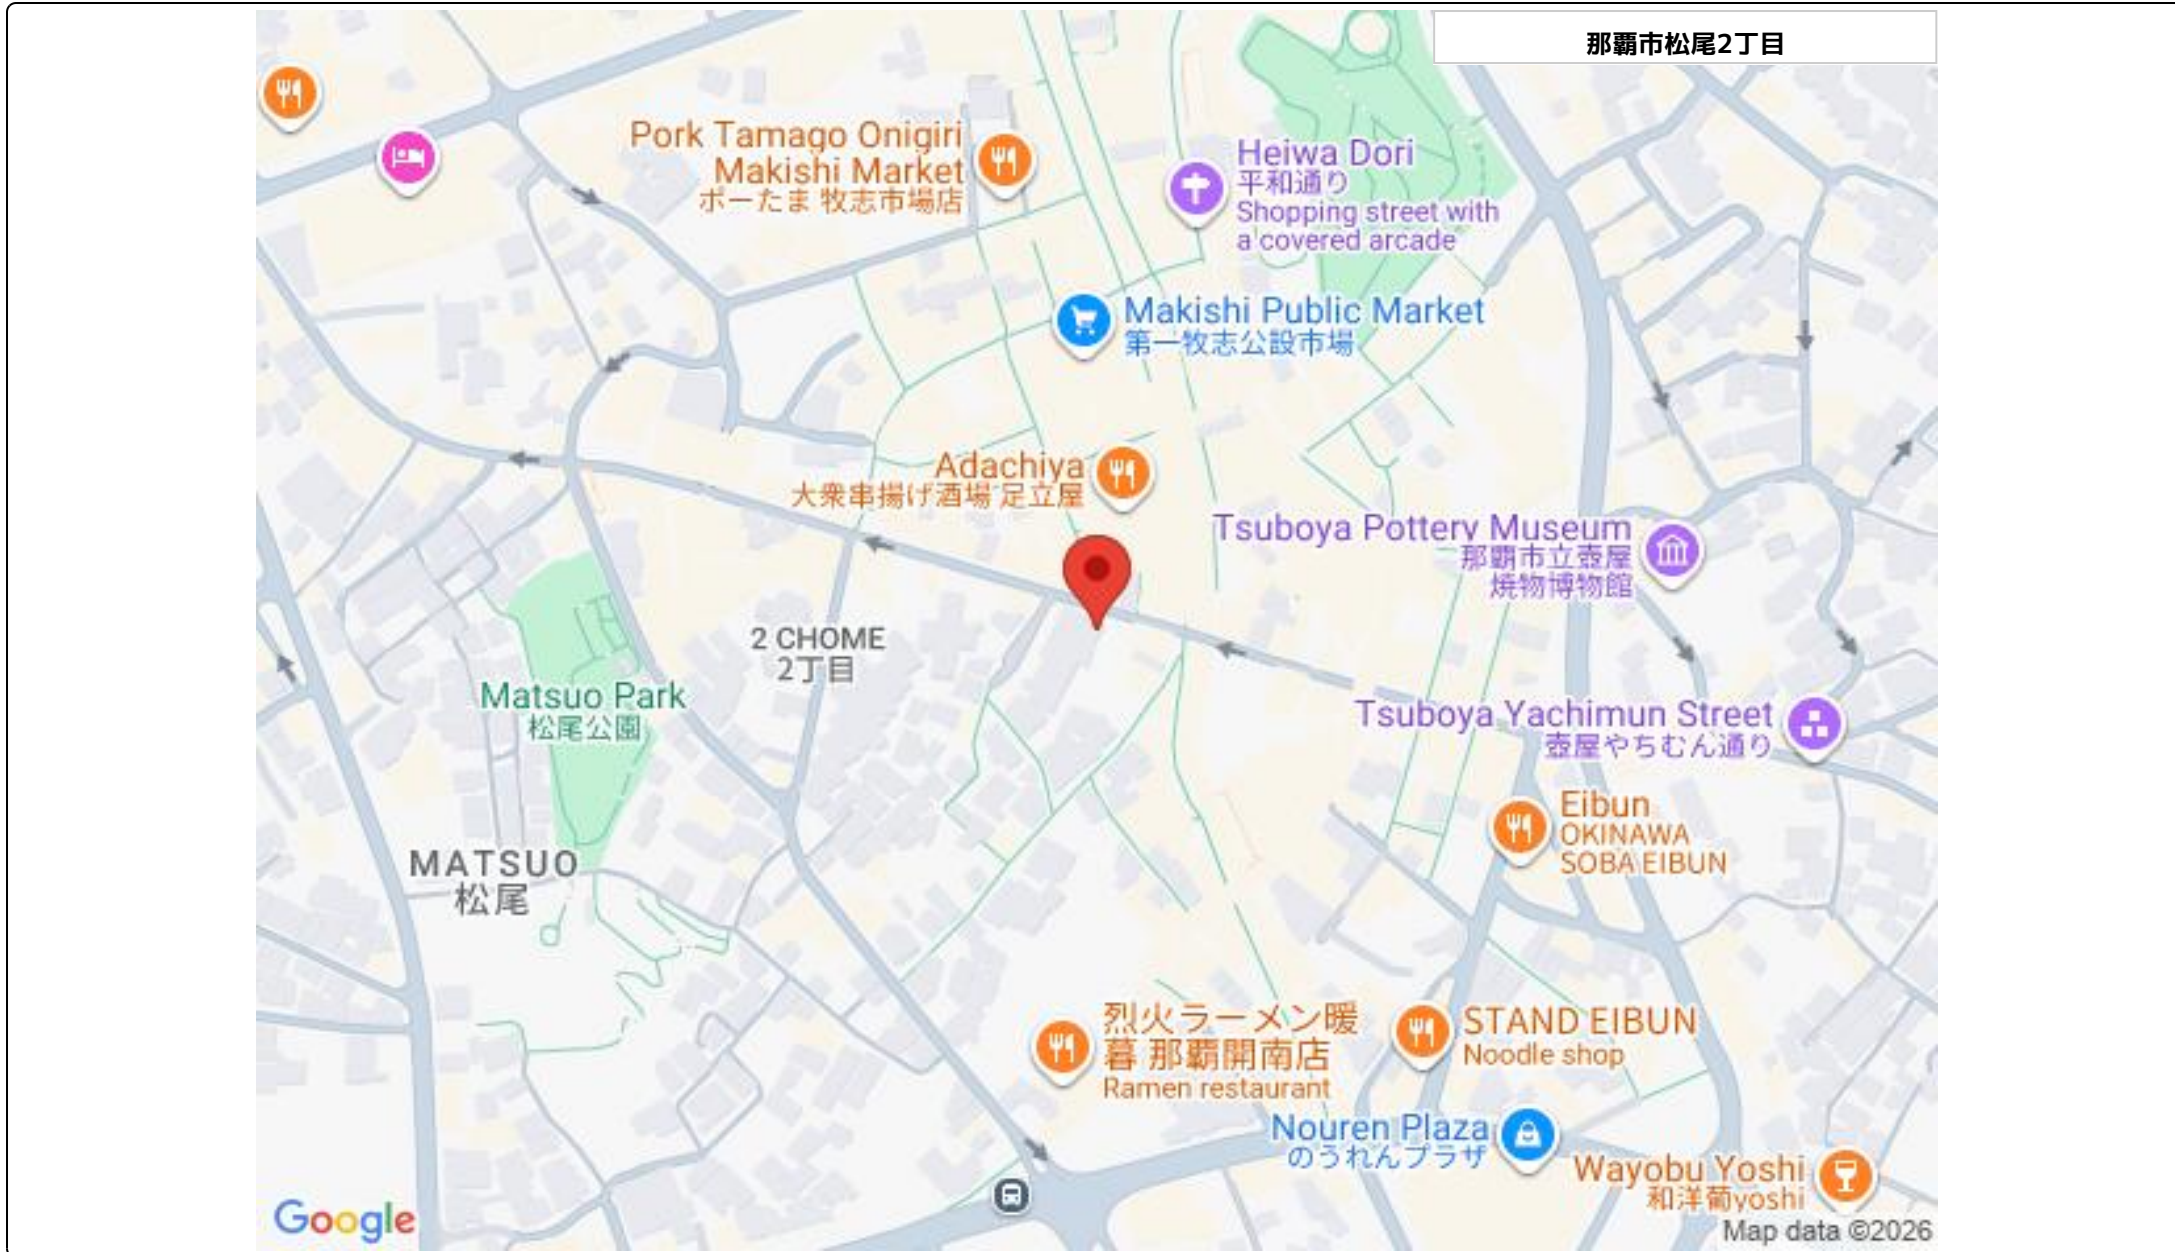 那覇市松尾2丁目
Pork Tamago Onigiri
Makishi Market
ポーたま 牧志市場店
Heiwa Dori
平和通り
Shopping street with
a covered arcade
Makishi Public Market
第一牧志公設市場
Adachiya
大衆串揚げ酒場 足立屋
Tsuboya Pottery Museum
那覇市立壺屋
焼物博物館
2 CHOME
2丁目
Matsuo Park
松尾公園
Tsuboya Yachimun Street
壺屋やちむん通り
Eibun
OKINAWA
SOBA EIBUN
MATSUO
松尾
烈火ラーメン暖
暮 那覇開南店
Ramen restaurant
STAND EIBUN
Noodle shop
Nouren Plaza
のうれんプラザ
Wayobu Yoshi
和洋葡yoshi
Google
Map data ©2026